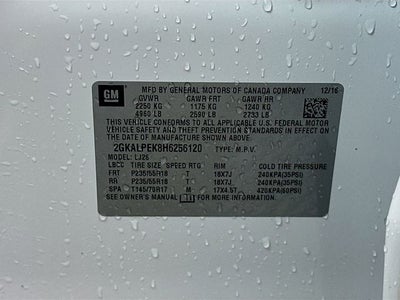 GM
MFD BY GENERAL MOTORS OF CANADA COMPANY 12/16
GVWR GAWR FRT GAWR RR
2250 KG 1175 KG 1240 KG
4960 LB 2590 LB 2733 LB
THIS VEHICLE CONFORMS TO ALL APPLICABLE U.S. FEDERAL MOTOR
VEHICLE SAFETY, BUMPER, AND THEFT PREVENTION STANDARDS IN EFFECT ON THE
DATE OF MANUFACTURE SHOWN ABOVE.
2GKALPEK8H6256120 TYPE: M.P.V.
MODEL: LJ26
LBCC TIRE SIZE SPEED RTG RIM COLD TIRE PRESSURE
FRT P235/55R18 T 18X7J 240KPA(35PSI)
RR P235/55R18 T 18X7J 240KPA(35PSI)
SPA T165/70R17 M 17X4.5T 420KPA(60PSI)
SEE OWNER'S MANUAL FOR MORE INFORMATION.